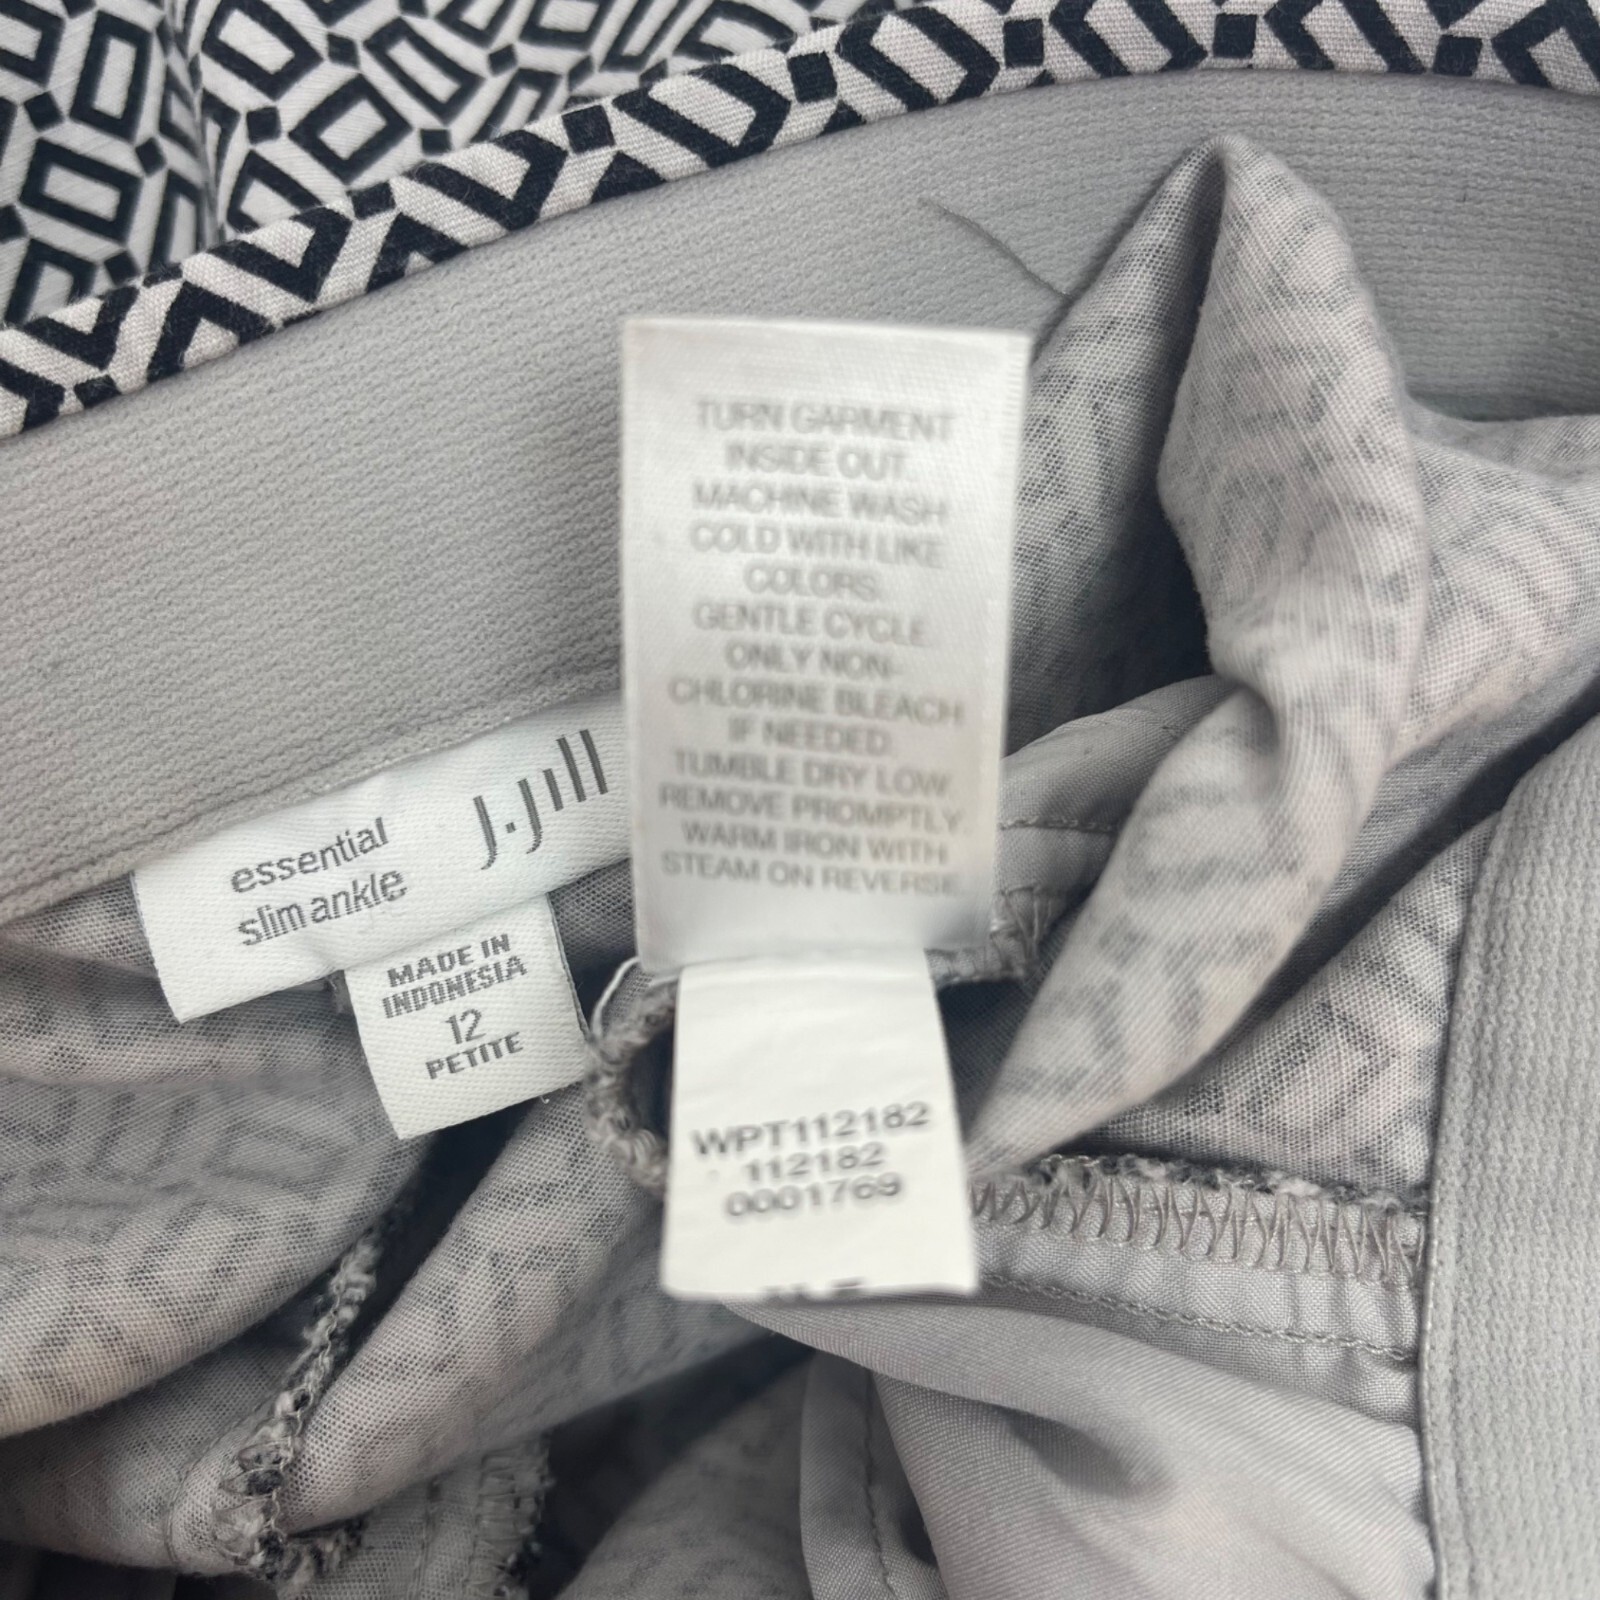 TURN GARMENT
INSIDE OUT.
MACHINE WASH
COLD WITH LIKE
COLORS.
GENTLE CYCLE.
ONLY NON-
CHLORINE BLEACH
IF NEEDED.
TUMBLE DRY LOW.
REMOVE PROMPTLY.
WARM IRON WITH
STEAM ON REVERSE
J.Jill
essential
slim ankle
MADE IN
INDONESIA
12
PETITE
WPT112182
112182
0001769